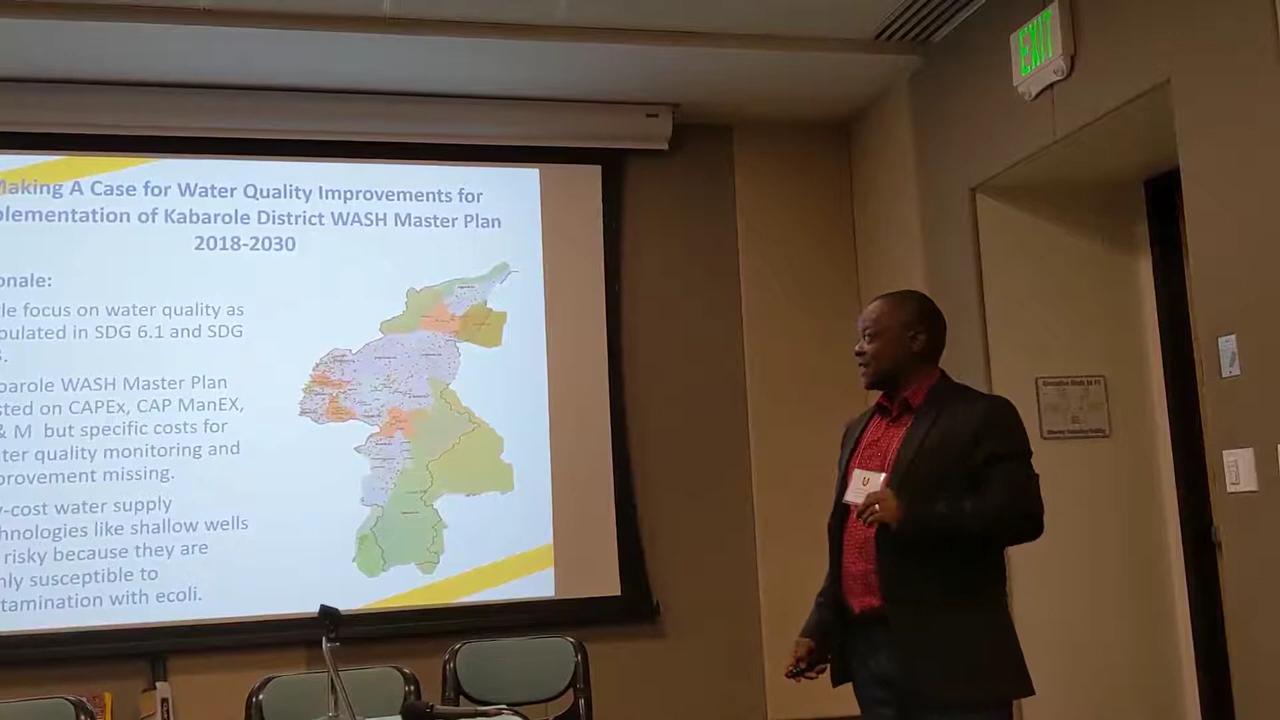 Making A Case for Water Quality Improvements for
plementation of Kabarole District WASH Master Plan
2018-2030
onale:
le focus on water quality as
pulated in SDG 6.1 and SDG
barole WASH Master Plan
sted on CAPEx, CAP ManEX,
& M but specific costs for
ter quality monitoring and
provement missing.
-cost water supply
hnologies like shallow wells
risky because they are
hly susceptible to
tamination with ecoli.
EXIT